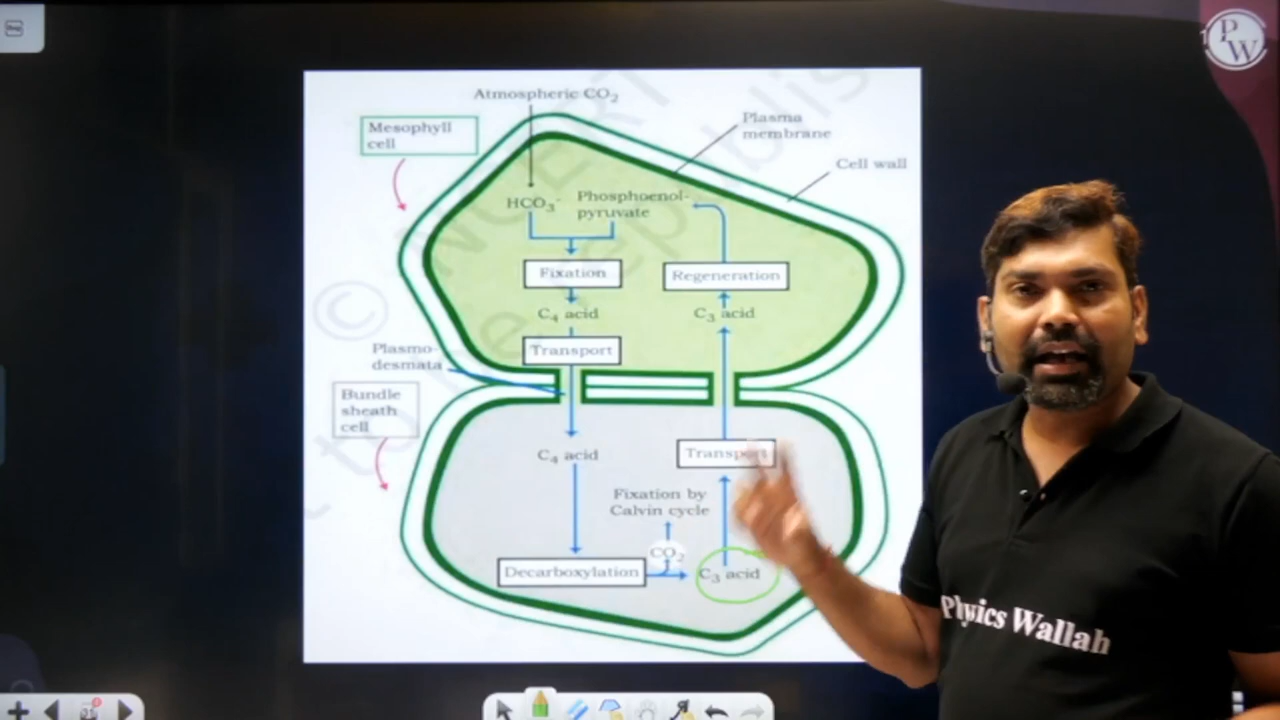 PW
Atmospheric CO₂
Mesophyll
cell
Plasma
membrane
Cell wall
HCO₃⁻
Phosphoenol-
pyruvate
Fixation
Regeneration
C₄ acid
C₃ acid
Transport
Plasmo-
desmata
Bundle
sheath
cell
C₄ acid
Transport
Fixation by
Calvin cycle
CO₂
Decarboxylation
C₃ acid
Physics Wallah